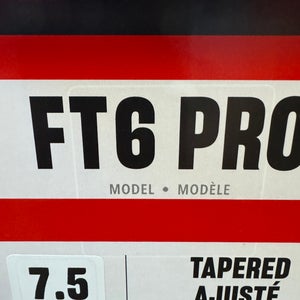 FT6 PRO
MODEL • MODÈLE
7.5
TAPERED
AJUSTÉ